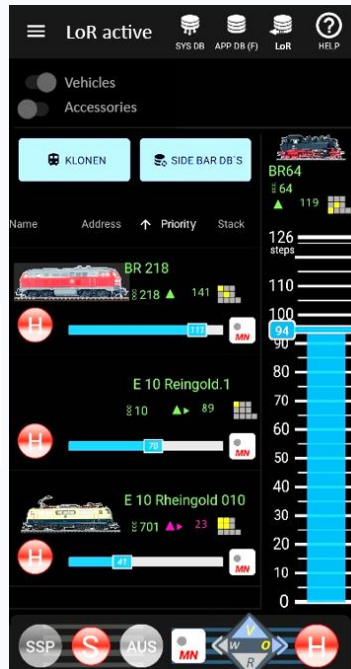 LoR active
SYS DB
APP DB (F)
LoR
HELP
Vehicles
Accessories
KLONEN
SIDE BAR DB`S
BR64
64
119
Name Address ↑ Priority Stack
126
steps
110
100
94
90
80
70
60
50
40
30
20
10
0
BR 218
218 141
H
117
MN
E 10 Reingold.1
10 89
H
70
MN
E 10 Rheingold 010
701 23
H
41
MN
SSP
S
AUS
MN
V
W O
R
H